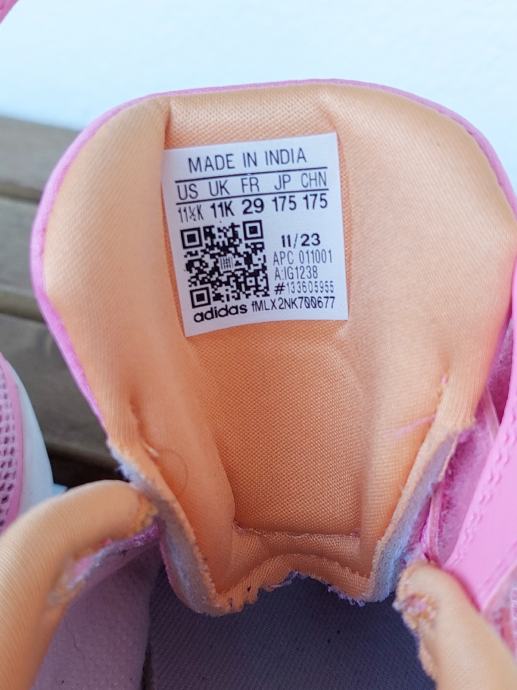 MADE IN INDIA
US UK FR JP CHN
11½K 11K 29 175 175
11/23
APC 011001
A:IG1238
#133605955
adidas fMLX2NK700677